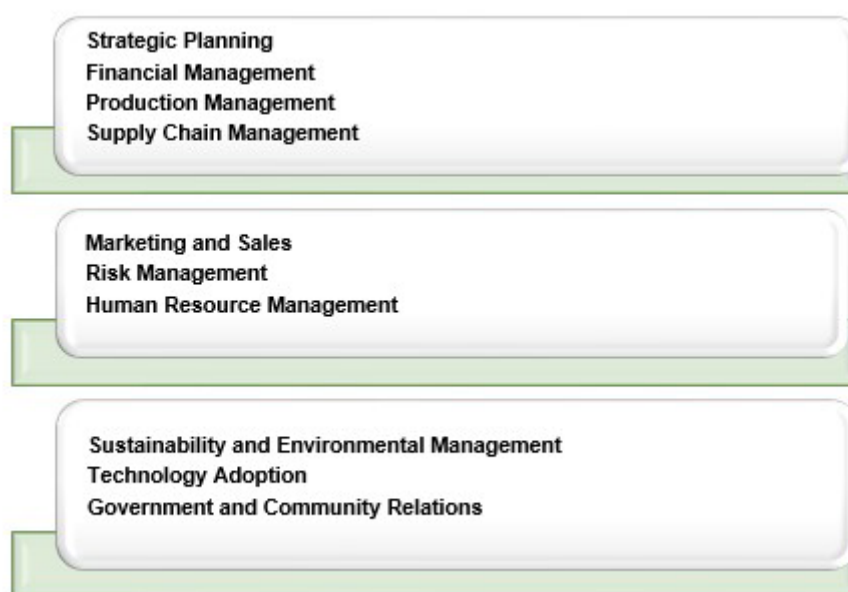 Strategic Planning
Financial Management
Production Management
Supply Chain Management
Marketing and Sales
Risk Management
Human Resource Management
Sustainability and Environmental Management
Technology Adoption
Government and Community Relations